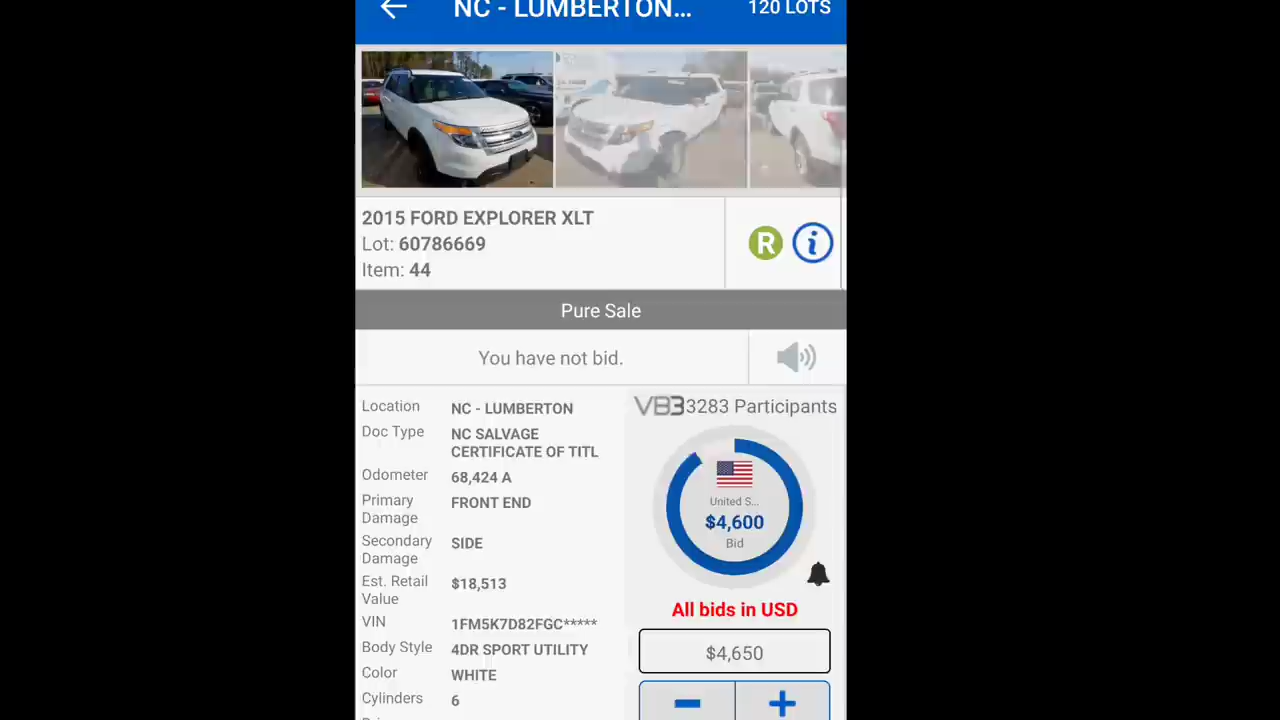 NC - LUMBERTON...
120 LOTS
2015 FORD EXPLORER XLT
Lot: 60786669
Item: 44
R
i
Pure Sale
You have not bid.
VB3
3283 Participants
Location NC - LUMBERTON
Doc Type NC SALVAGE
CERTIFICATE OF TITL
Odometer 68,424 A
Primary
Damage
FRONT END
Secondary
Damage
SIDE
Est. Retail
Value
$18,513
VIN 1FM5K7D82FGC*****
Body Style 4DR SPORT UTILITY
Color WHITE
Cylinders 6
United S...
$4,600
Bid
All bids in USD
$4,650